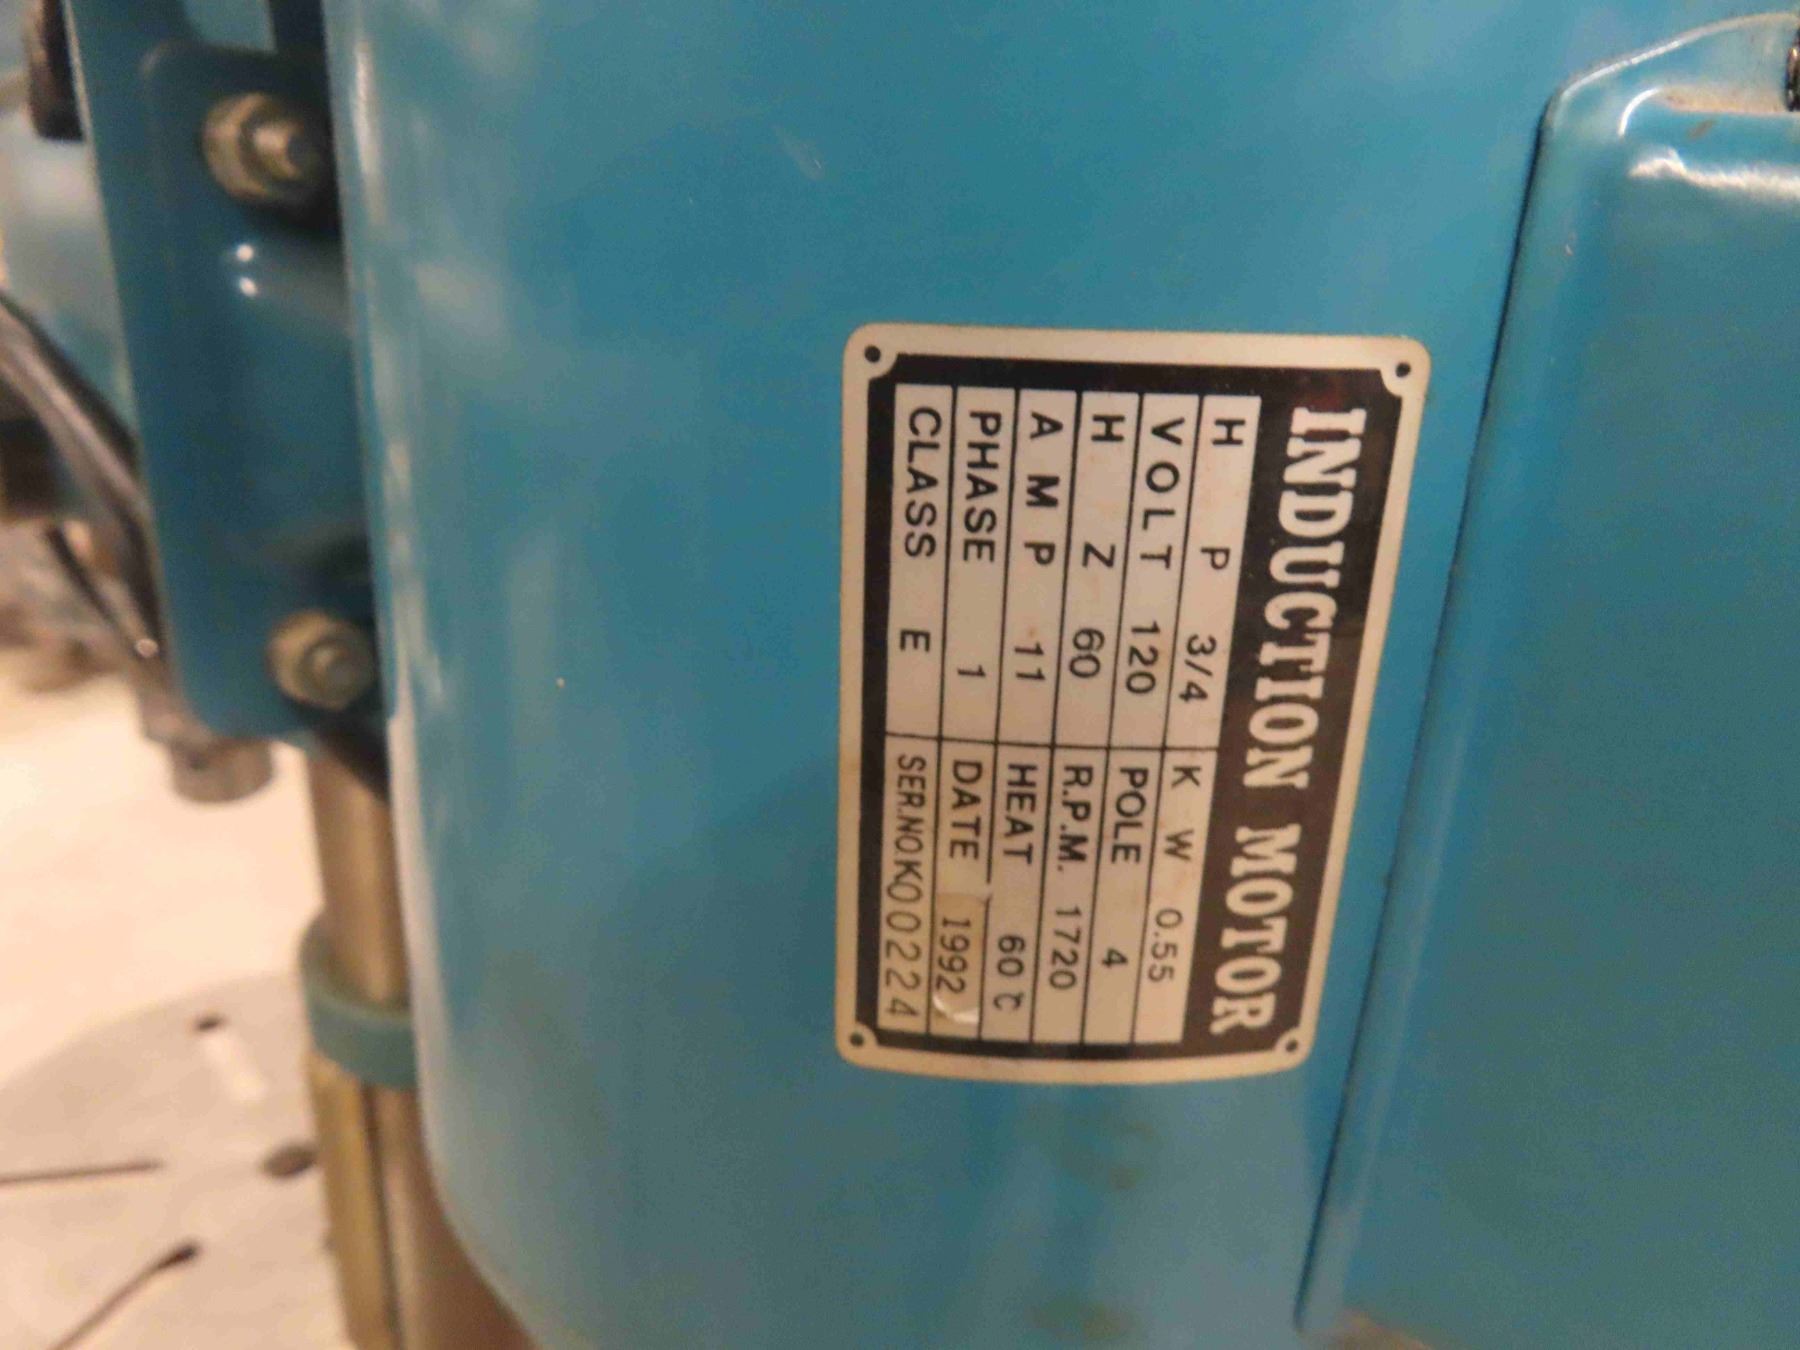 INDUCTION MOTOR
H P 3/4 K W 0.55
VOLT 120 POLE 4
H Z 60 R.P.M. 1720
A M P 11 HEAT 60℃
PHASE 1 DATE 1992
CLASS E SER.NO.K000224